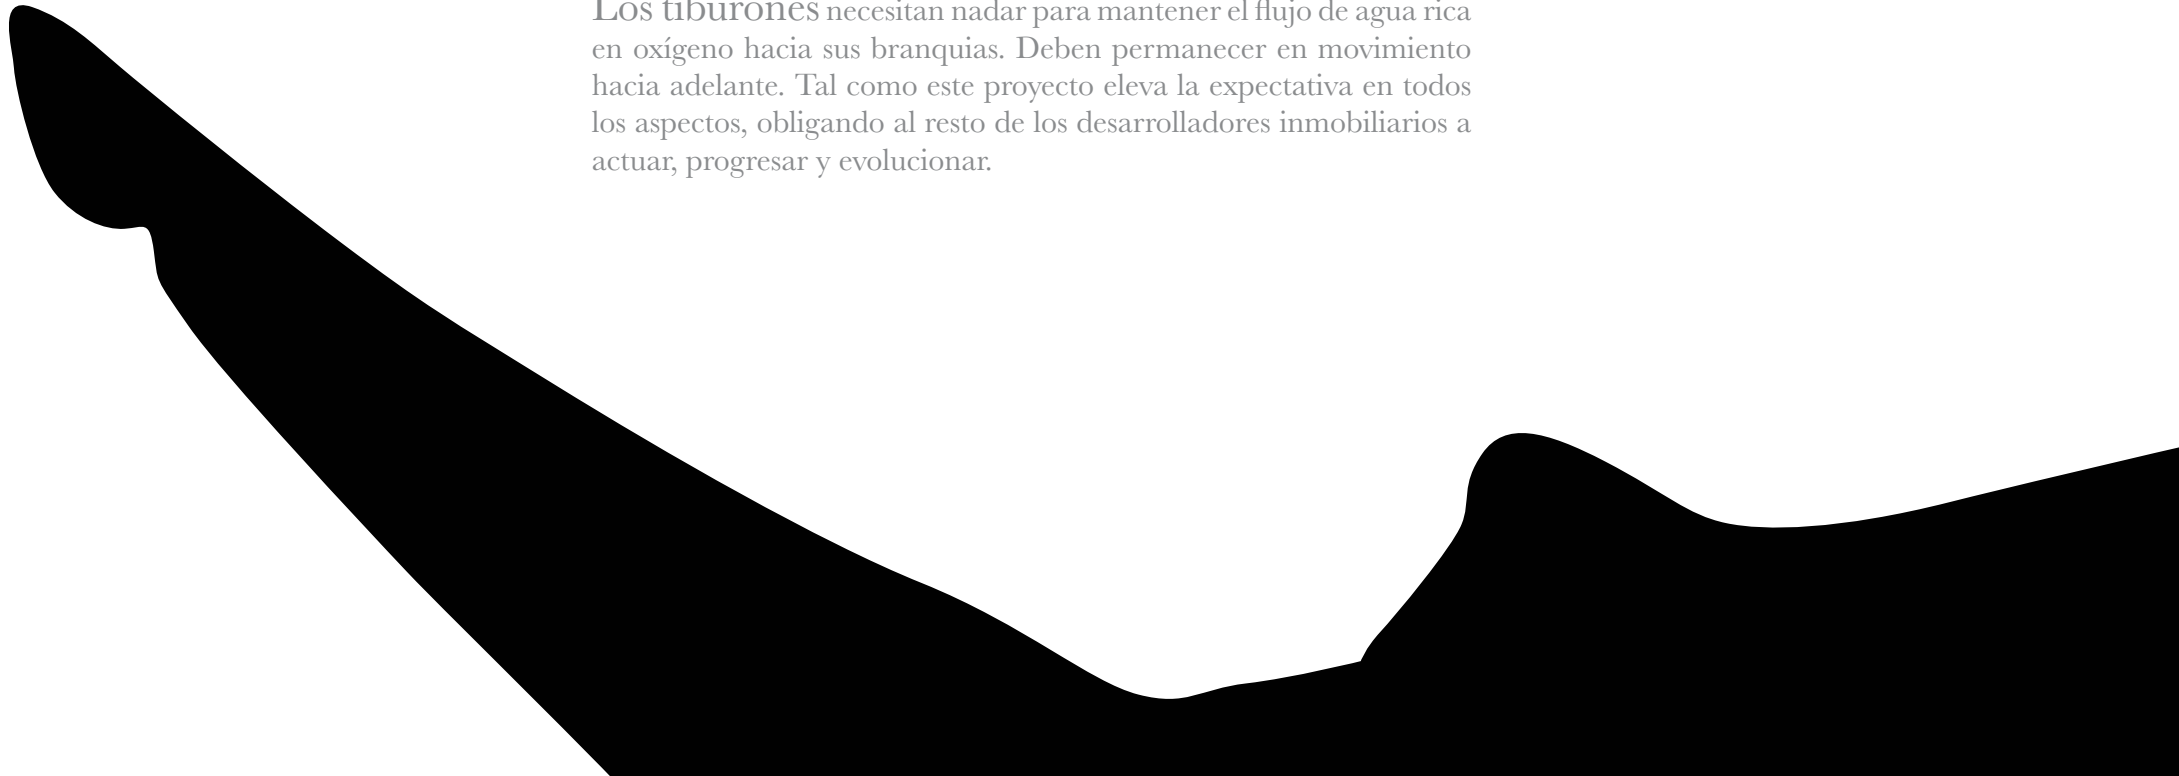 Los tiburones necesitan nadar para mantener el flujo de agua rica
en oxígeno hacia sus branquias. Deben permanecer en movimiento
hacia adelante. Tal como este proyecto eleva la expectativa en todos
los aspectos, obligando al resto de los desarrolladores inmobiliarios a
actuar, progresar y evolucionar.